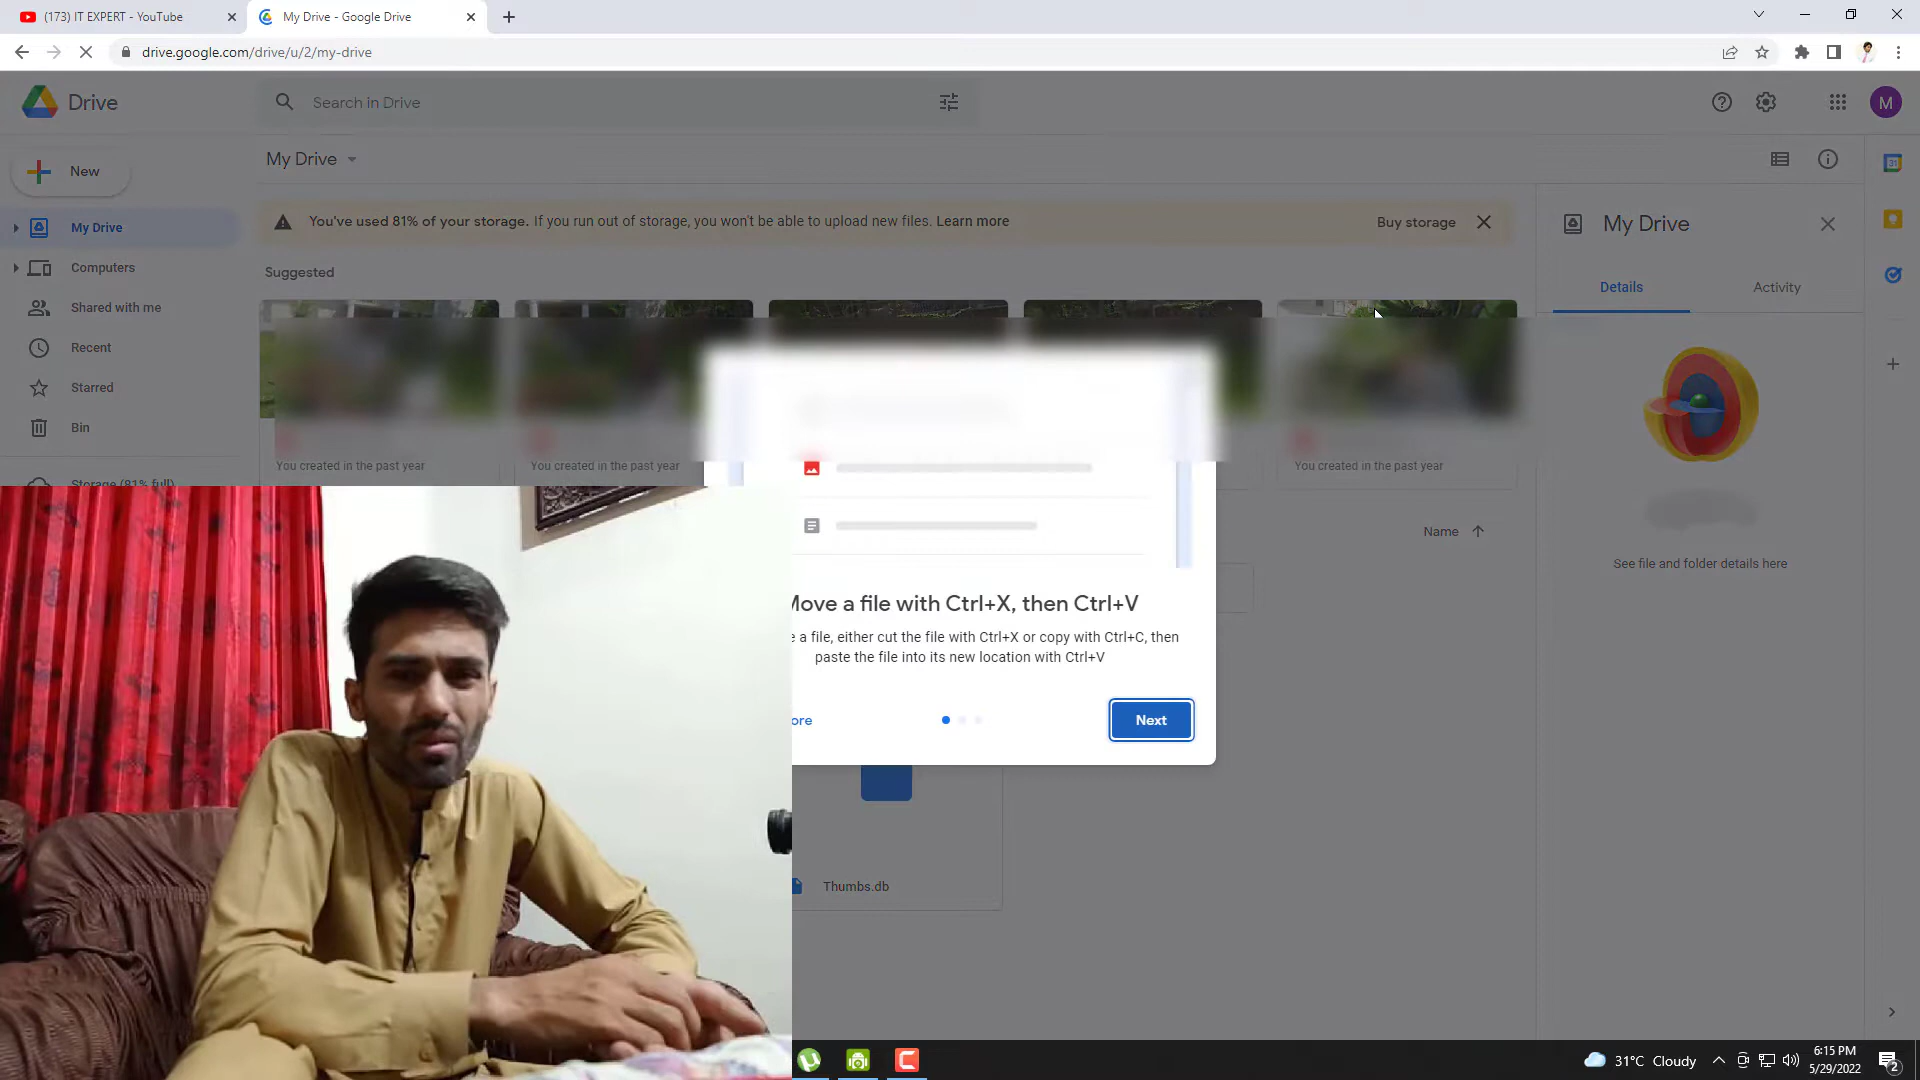 (173) IT EXPERT - YouTube
My Drive - Google Drive
drive.google.com/drive/u/2/my-drive
Drive
Search in Drive
M
New
My Drive
You've used 81% of your storage. If you run out of storage, you won't be able to upload new files. Learn more
Buy storage
My Drive
My Drive
Computers
Shared with me
Recent
Starred
Bin
Storage (81% full)
Suggested
Details
Activity
31
You created in the past year
You created in the past year
You created in the past year
Name
See file and folder details here
Move a file with Ctrl+X, then Ctrl+V
e a file, either cut the file with Ctrl+X or copy with Ctrl+C, then
paste the file into its new location with Ctrl+V
ore
Next
Thumbs.db
31°C Cloudy
6:15 PM
5/29/2022
2